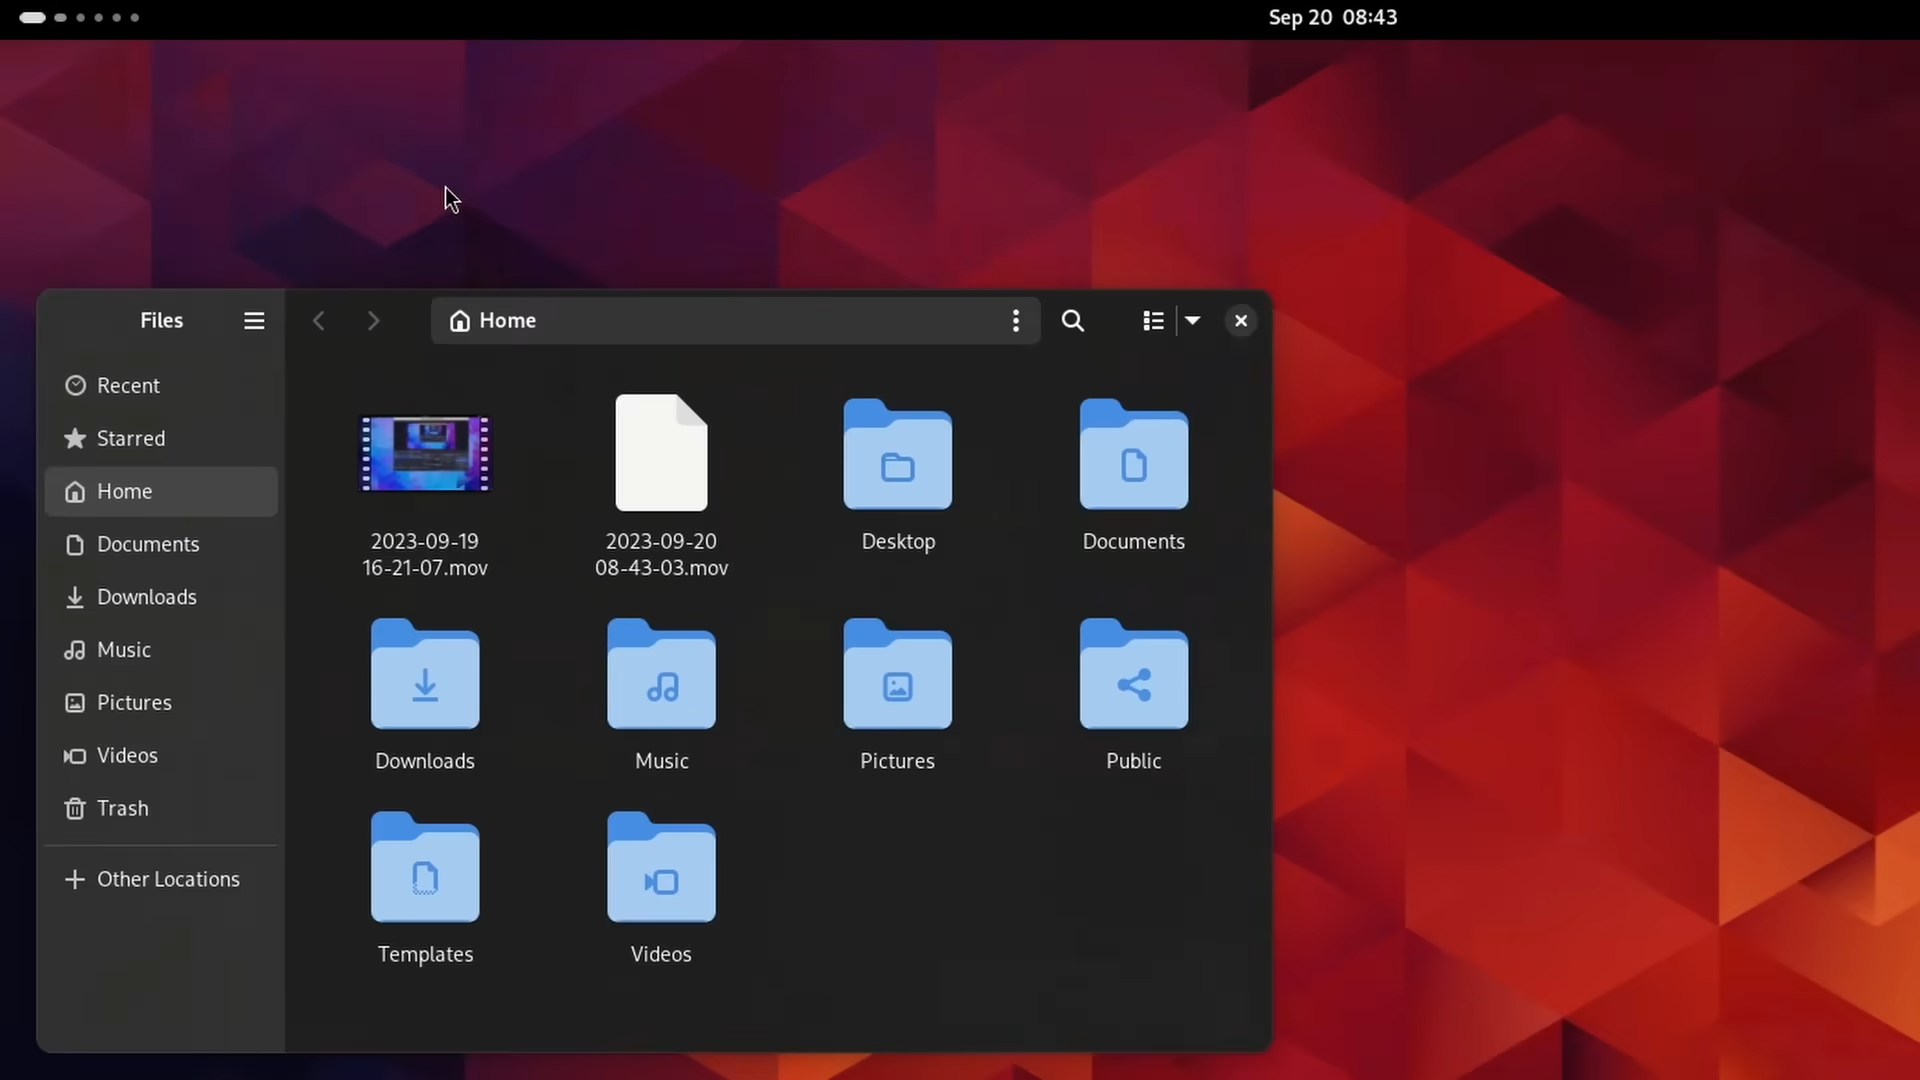 Sep 20 08:43
Files
Home
Recent
Starred
Home
Documents
Downloads
Music
Pictures
Videos
Trash
Other Locations
2023-09-19
16-21-07.mov
2023-09-20
08-43-03.mov
Desktop
Documents
Downloads
Music
Pictures
Public
Templates
Videos